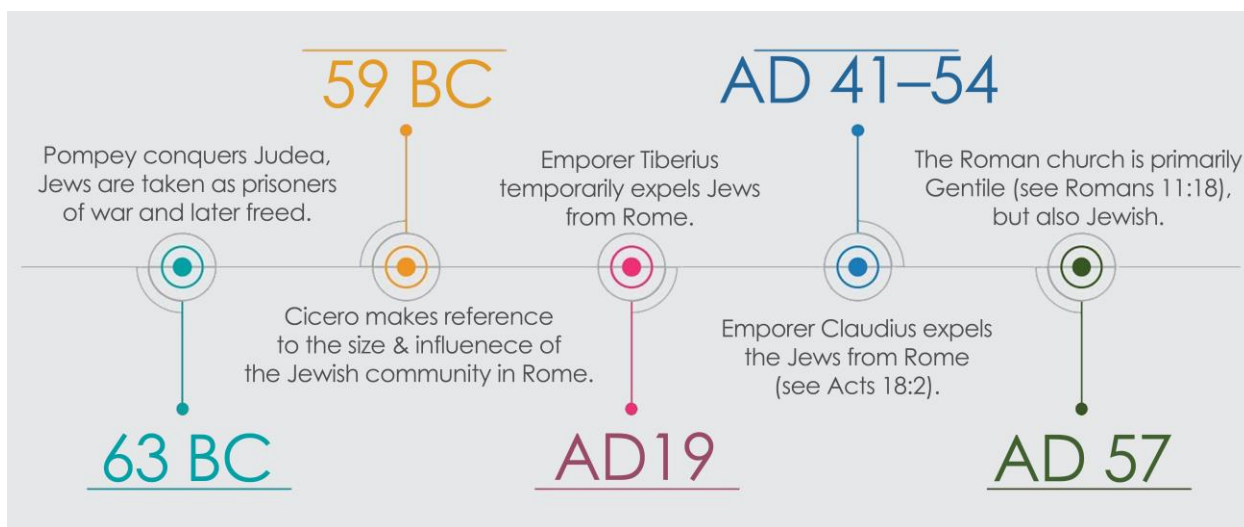 63 BC
Pompey conquers Judea,
Jews are taken as prisoners
of war and later freed.
59 BC
Cicero makes reference
to the size & influenece of
the Jewish community in Rome.
AD19
Emporer Tiberius
temporarily expels Jews
from Rome.
AD 41–54
Emporer Claudius expels
the Jews from Rome
(see Acts 18:2).
AD 57
The Roman church is primarily
Gentile (see Romans 11:18),
but also Jewish.